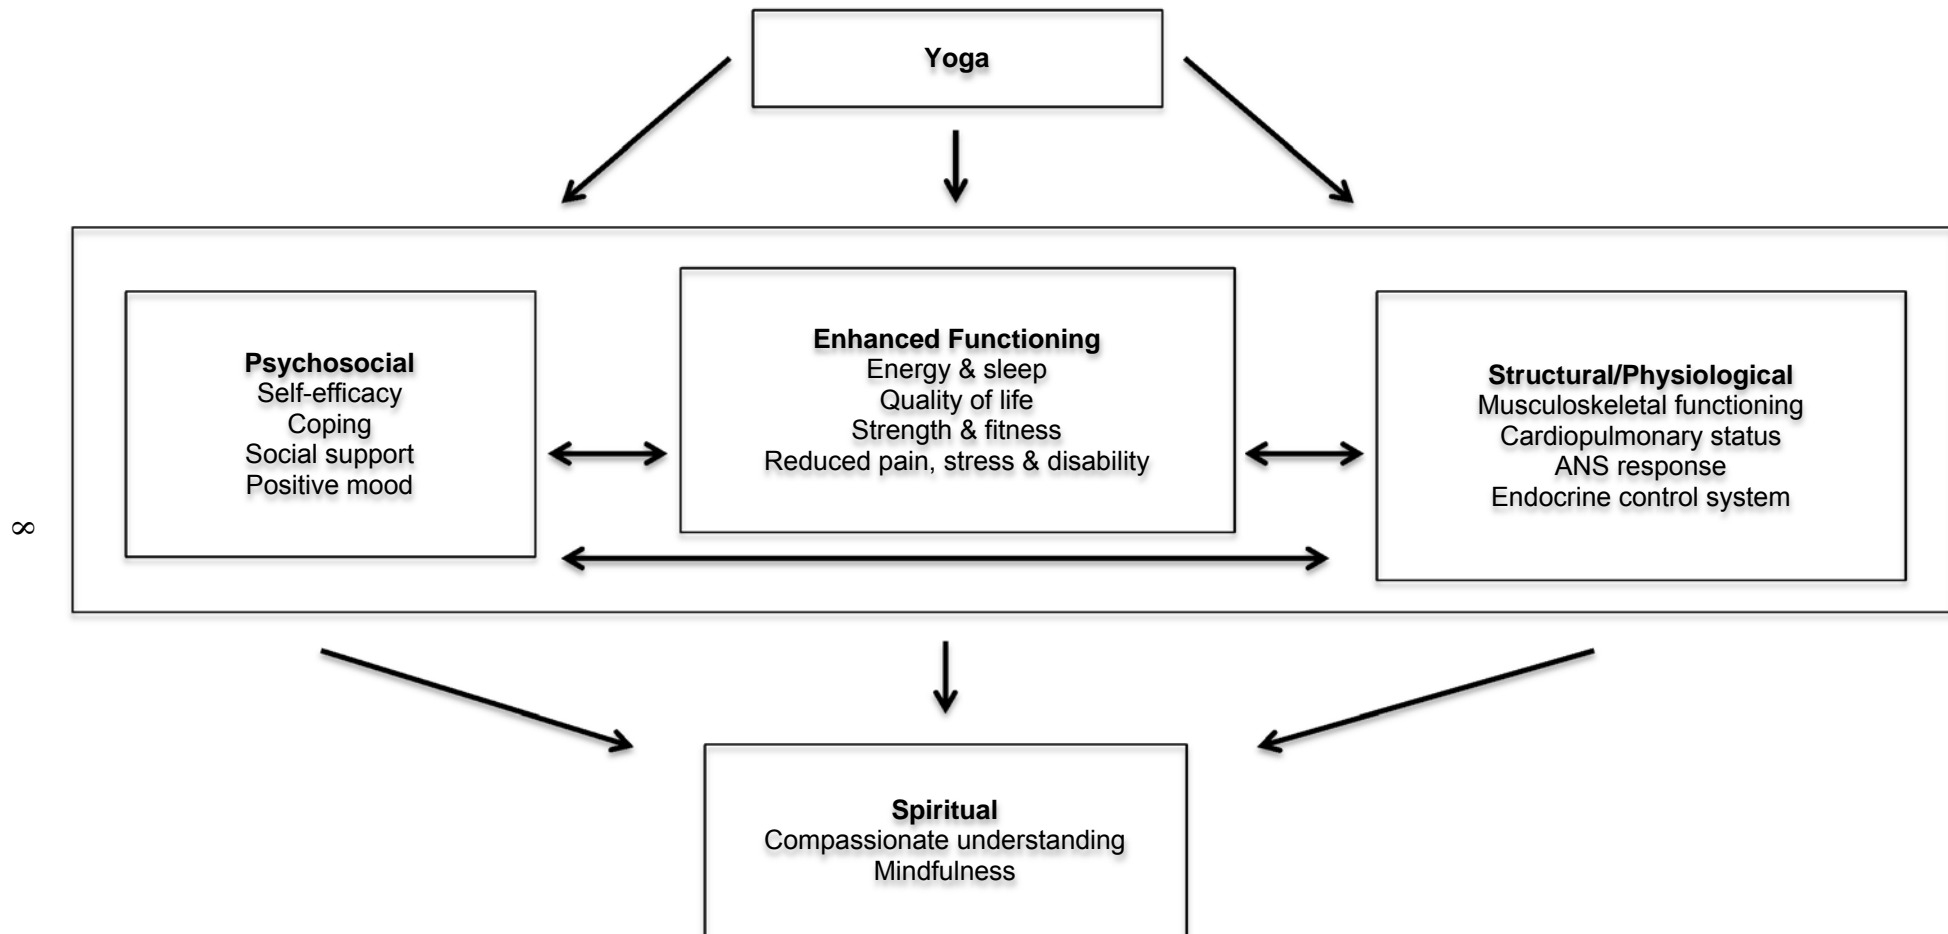 Yoga
Psychosocial
Self-efficacy
Coping
Social support
Positive mood
Enhanced Functioning
Energy & sleep
Quality of life
Strength & fitness
Reduced pain, stress & disability
Structural/Physiological
Musculoskeletal functioning
Cardiopulmonary status
ANS response
Endocrine control system
8
Spiritual
Compassionate understanding
Mindfulness